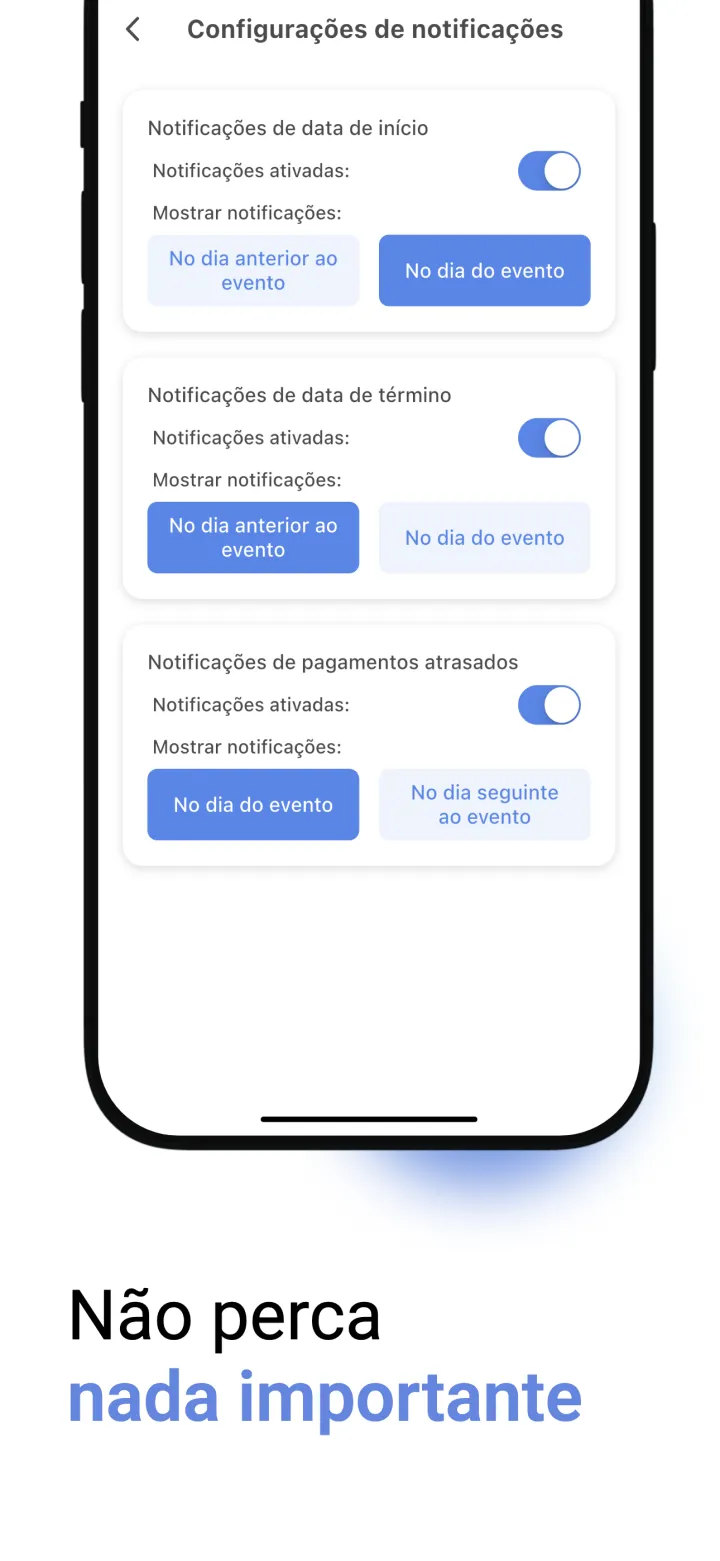 Configurações de notificações
Notificações de data de início
Notificações ativadas:
Mostrar notificações:
No dia anterior ao
evento
No dia do evento
Notificações de data de término
Notificações ativadas:
Mostrar notificações:
No dia anterior ao
evento
No dia do evento
Notificações de pagamentos atrasados
Notificações ativadas:
Mostrar notificações:
No dia do evento
No dia seguinte
ao evento
Não perca
nada importante